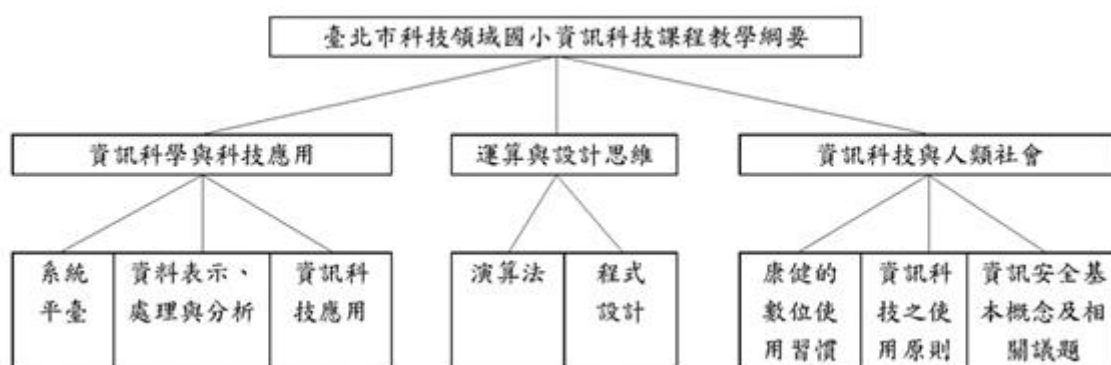 臺北市科技領域國小資訊科技課程教學綱要
資訊科學與科技應用
運算與設計思維
資訊科技與人類社會
系統
平臺
資料表示、
處理與分析
資訊科
技應用
演算法
程式
設計
康健的
數位使
用習慣
資訊科
技之使
用原則
資訊安全基
本概念及相
關議題